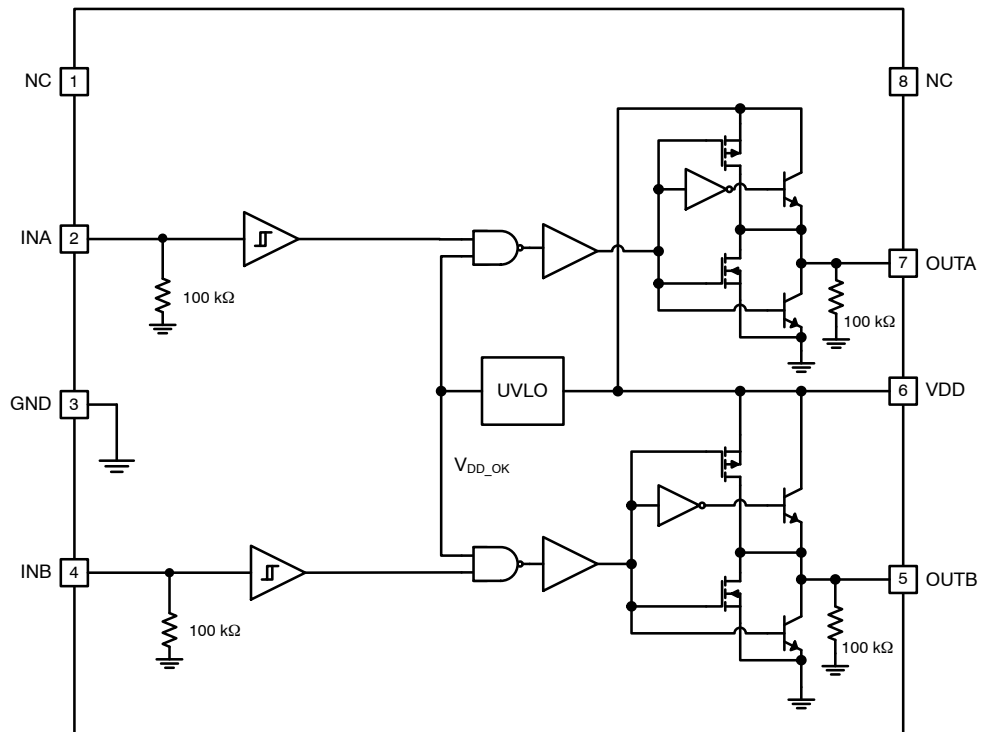 NC 1
8 NC
INA 2
100 kΩ
7 OUTA
100 kΩ
GND 3
UVLO
6 VDD
VDD_OK
INB 4
5 OUTB
100 kΩ
100 kΩ